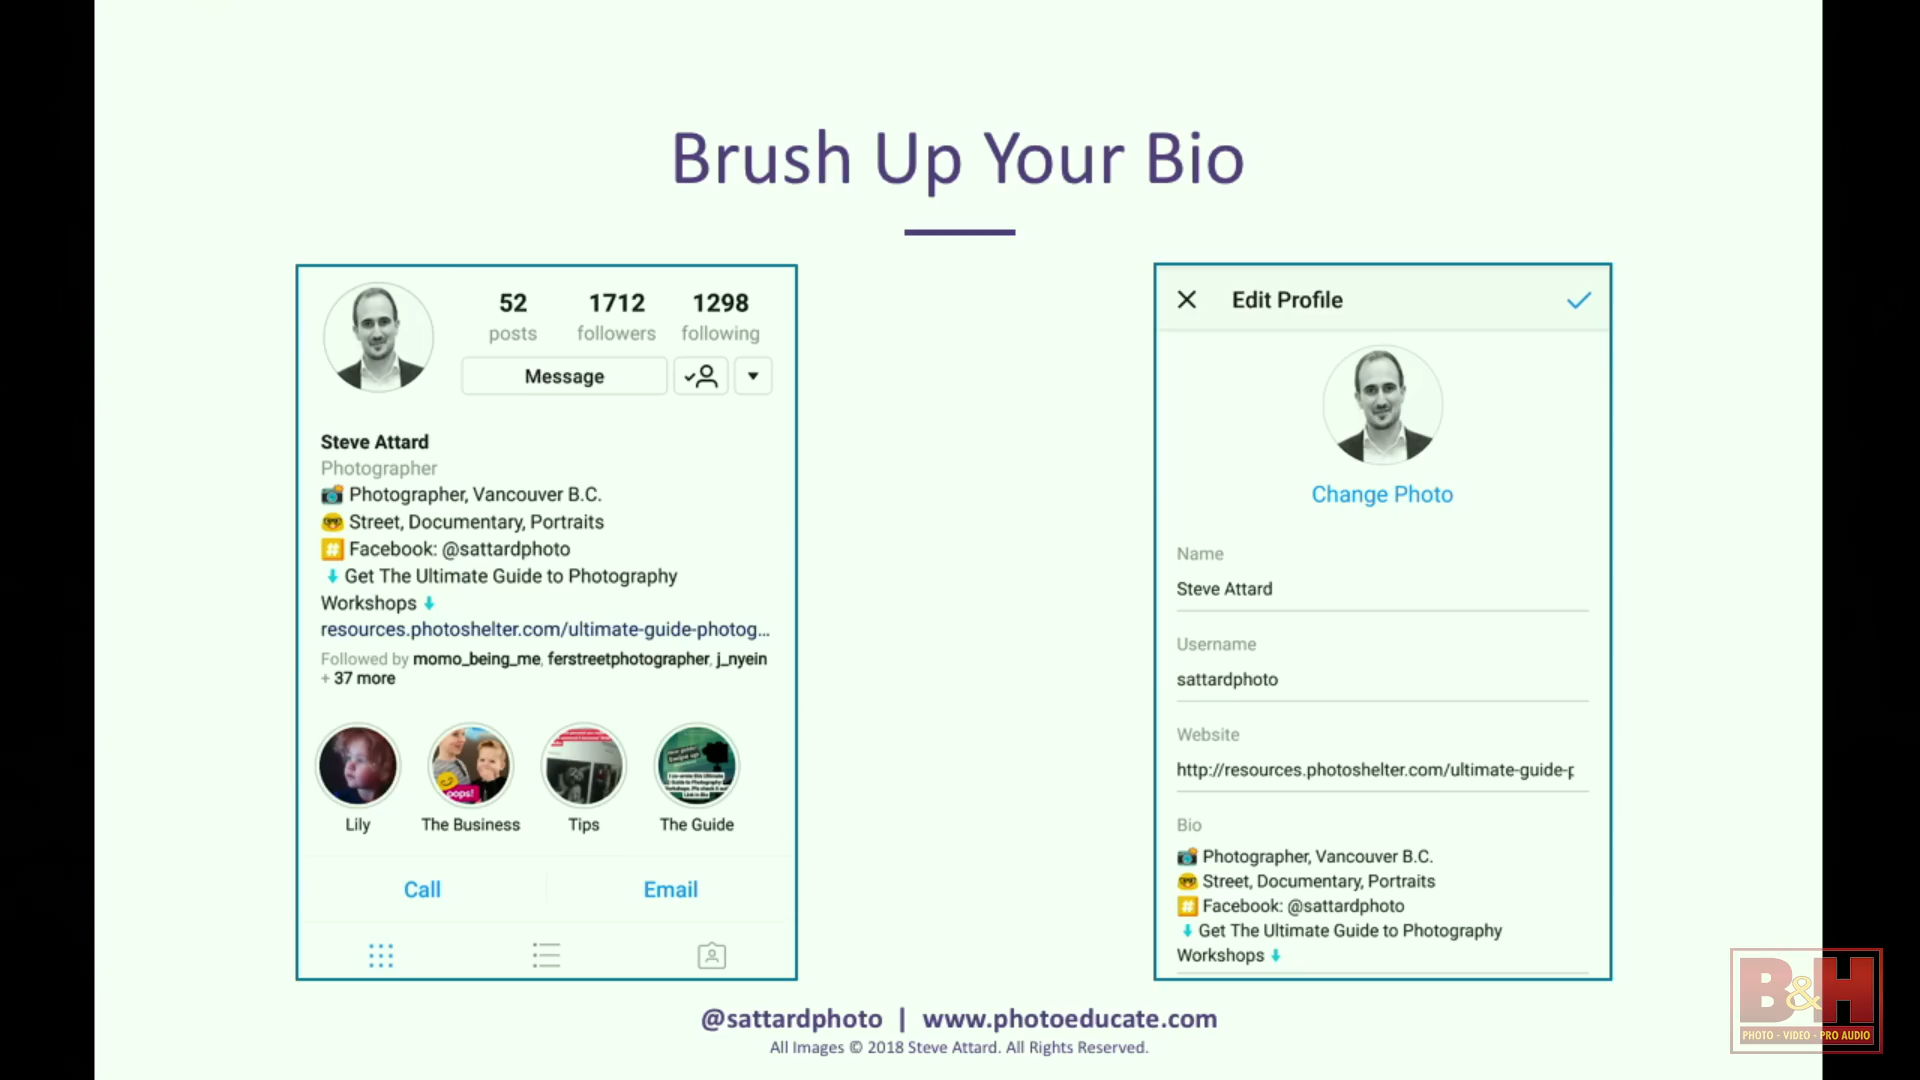 Brush Up Your Bio
52 1712 1298
posts followers following
Message
Steve Attard
Photographer
Photographer, Vancouver B.C.
Street, Documentary, Portraits
# Facebook: @sattardphoto
Get The Ultimate Guide to Photography
Workshops
resources.photoshelter.com/ultimate-guide-photog...
Followed by momo_being_me, ferstreetphotographer, j_nyein
+ 37 more
oops!
Lily The Business Tips The Guide
Call Email
Edit Profile
Change Photo
Name
Steve Attard
Username
sattardphoto
Website
http://resources.photoshelter.com/ultimate-guide-p
Bio
Photographer, Vancouver B.C.
Street, Documentary, Portraits
# Facebook: @sattardphoto
Get The Ultimate Guide to Photography
Workshops
@sattardphoto | www.photoeducate.com
All Images © 2018 Steve Attard. All Rights Reserved.
B&H
PHOTO - VIDEO - PRO AUDIO